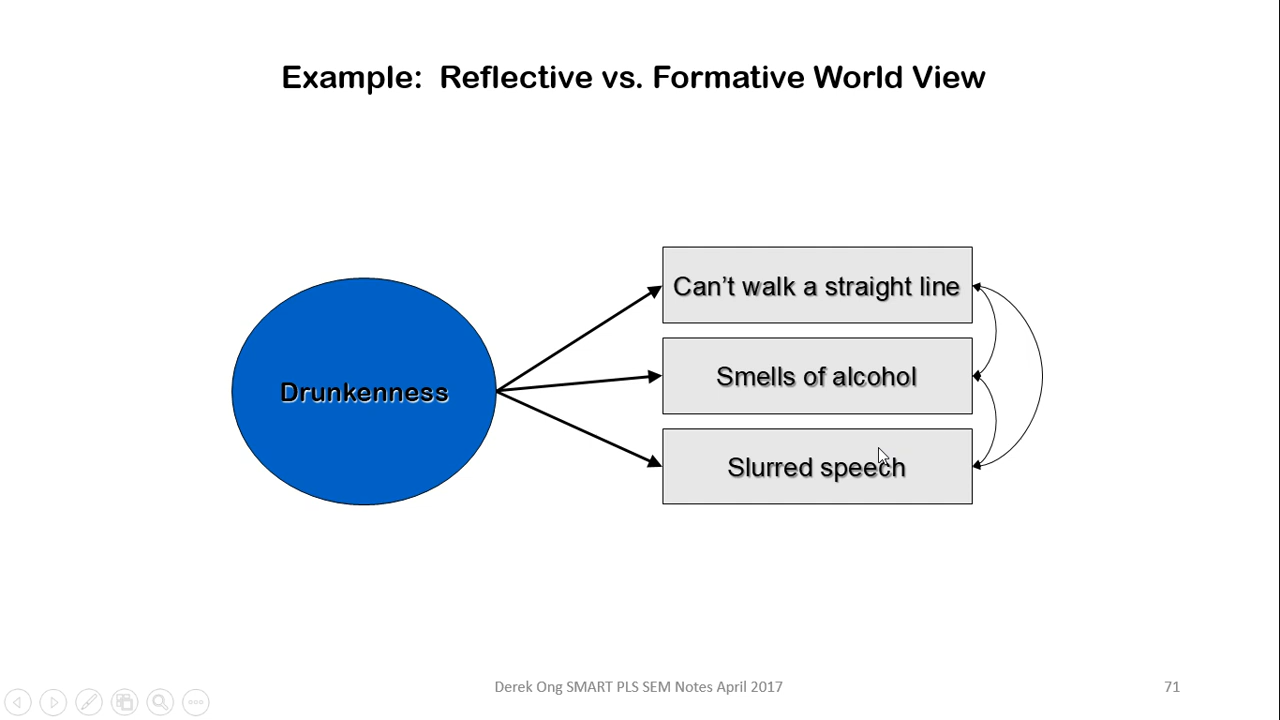 Example: Reflective vs. Formative World View
Drunkenness
Can’t walk a straight line
Smells of alcohol
Slurred speech
Derek Ong SMART PLS SEM Notes April 2017
71